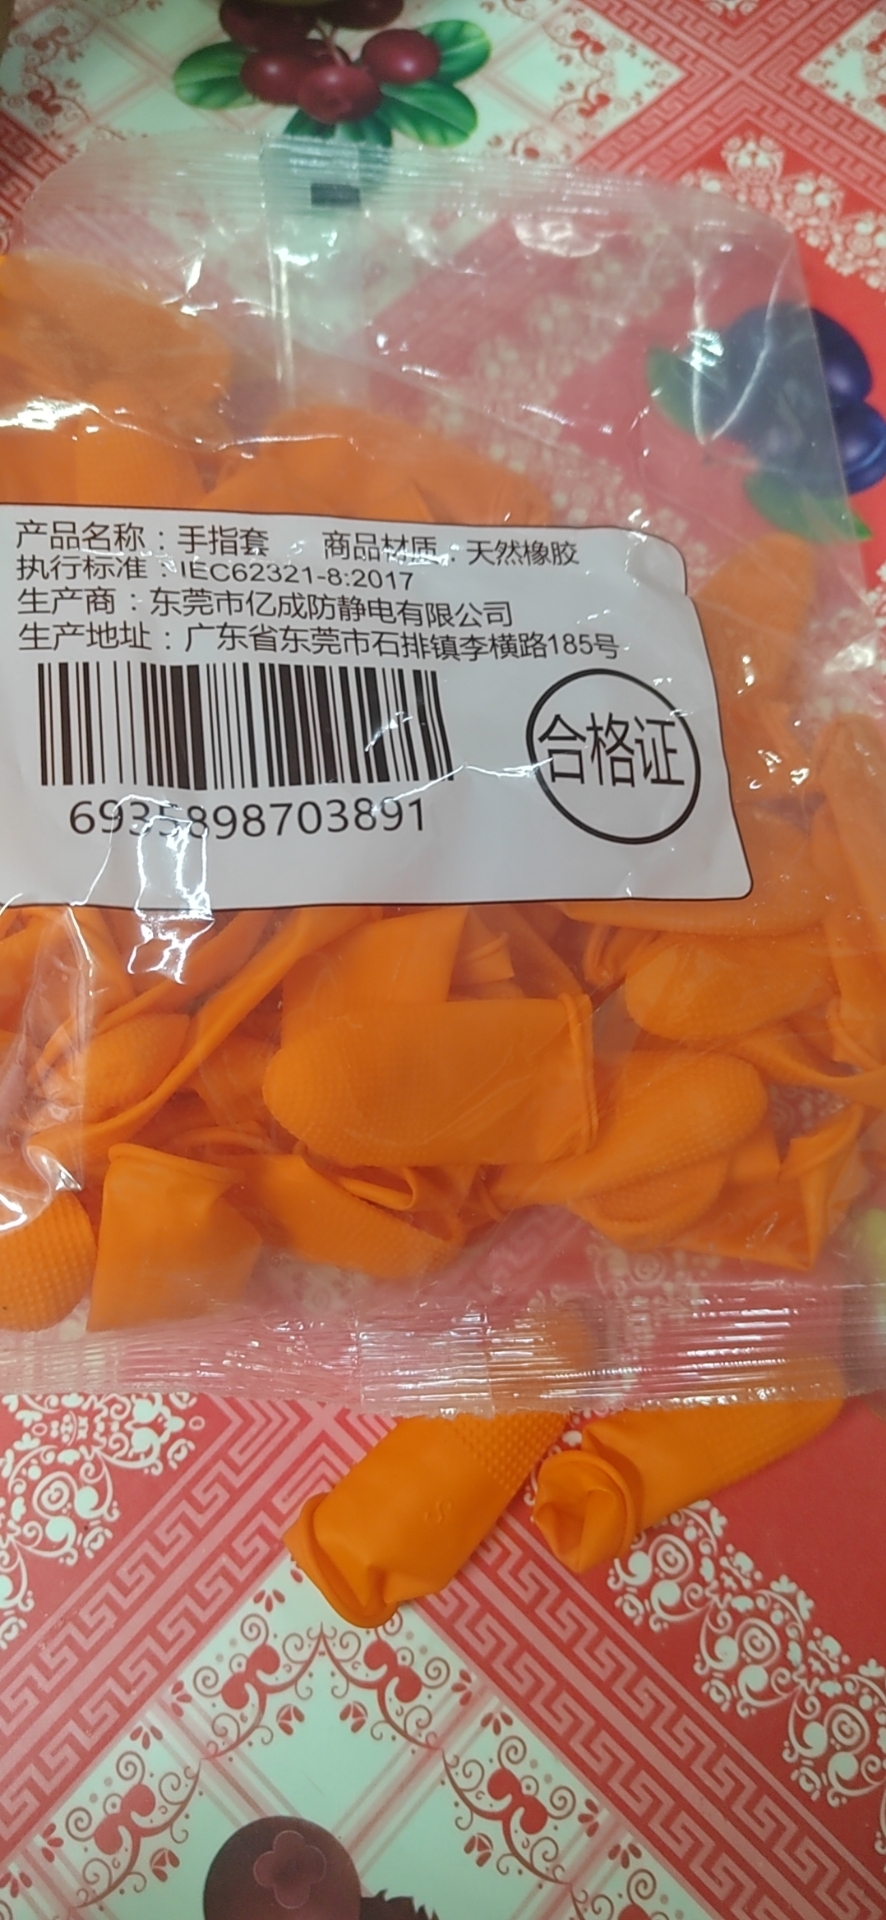 产品名称：手指套 商品材质：天然橡胶
执行标准：IEC62321-8:2017
生产商：东莞市亿成防静电有限公司
生产地址：广东省东莞市石排镇李横路185号
合格证
6935898703891
S